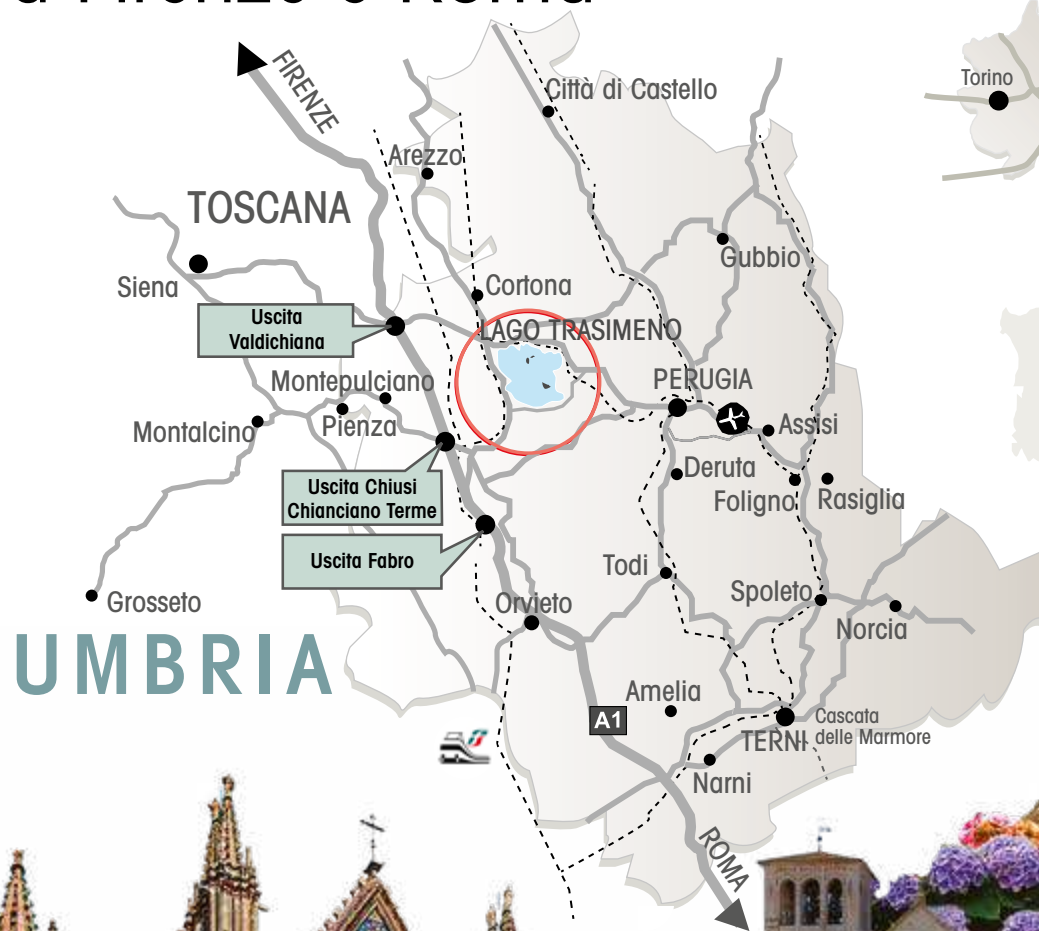 FIRENZE
Città di Castello
Torino
Arezzo
TOSCANA
Gubbio
Siena
Cortona
Uscita
Valdichiana
LAGO TRASIMENO
Montepulciano
PERUGIA
Pienza
Montalcino
Assisi
Deruta
Uscita Chiusi
Chianciano Terme
Foligno
Rasiglia
Uscita Fabro
Todi
Spoleto
Grosseto
Orvieto
Norcia
UMBRIA
Amelia
A1
Cascata
delle Marmore
TERNI
Narni
ROMA